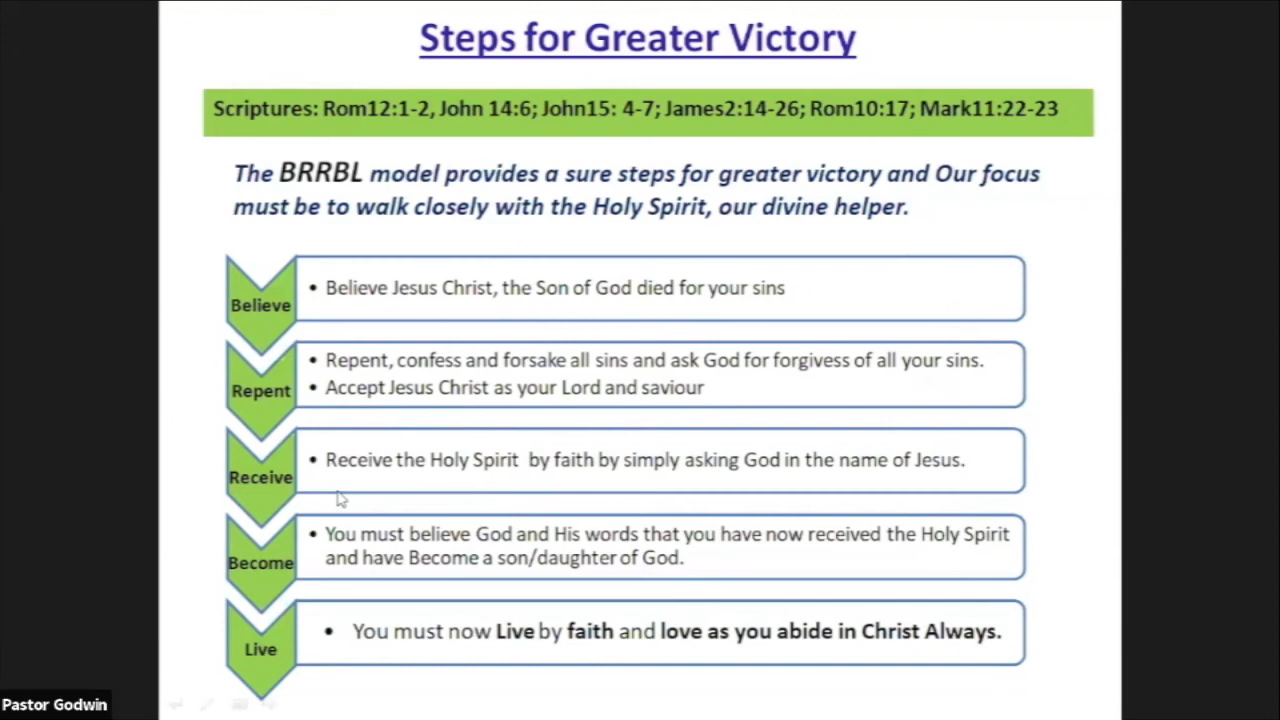 Steps for Greater Victory
Scriptures: Rom12:1-2, John 14:6; John15: 4-7; James2:14-26; Rom10:17; Mark11:22-23
The BRRBL model provides a sure steps for greater victory and Our focus
must be to walk closely with the Holy Spirit, our divine helper.
Believe
• Believe Jesus Christ, the Son of God died for your sins
Repent
• Repent, confess and forsake all sins and ask God for forgivess of all your sins.
• Accept Jesus Christ as your Lord and saviour
Receive
• Receive the Holy Spirit by faith by simply asking God in the name of Jesus.
Become
• You must believe God and His words that you have now received the Holy Spirit
and have Become a son/daughter of God.
Live
• You must now Live by faith and love as you abide in Christ Always.
Pastor Godwin